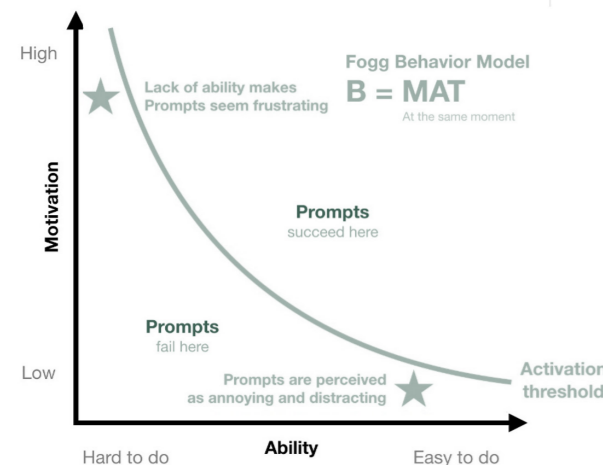 High
Fogg Behavior Model
B = MAT
At the same moment
Lack of ability makes
Prompts seem frustrating
Motivation
Prompts
succeed here
Prompts
fail here
Low
Prompts are perceived
as annoying and distracting
Activation
threshold
Hard to do
Ability
Easy to do